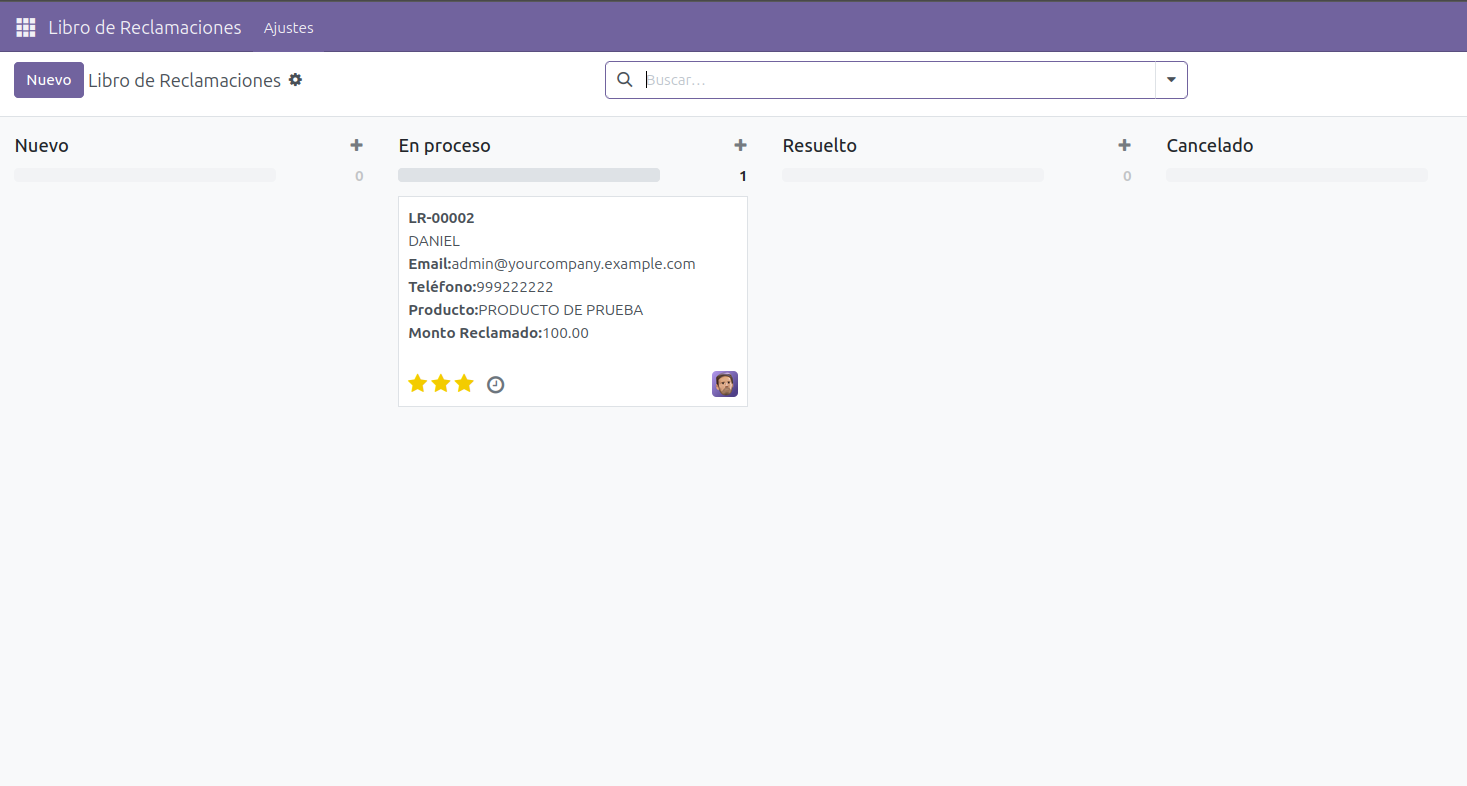 Libro de Reclamaciones Ajustes
Nuevo Libro de Reclamaciones Buscar...
Nuevo En proceso Resuelto Cancelado
0 1 0
LR-00002
DANIEL
Email:admin@yourcompany.example.com
Teléfono:999222222
Producto:PRODUCTO DE PRUEBA
Monto Reclamado:100.00